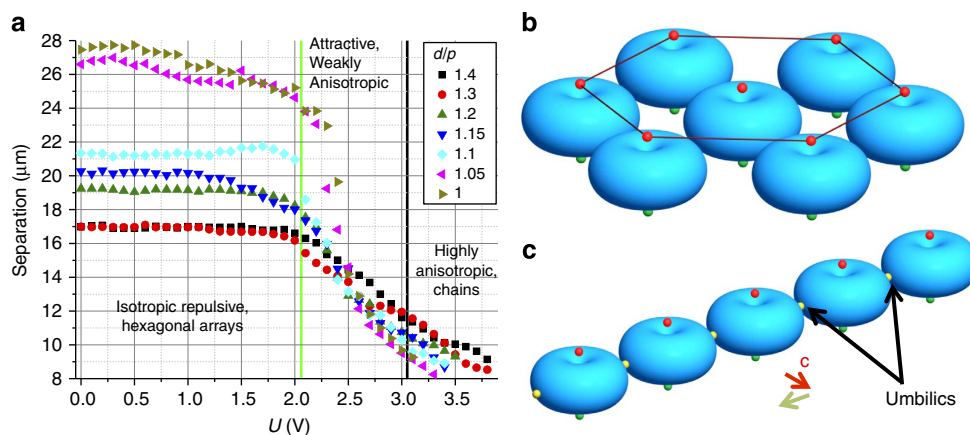 a
28
26
24
22
20
18
16
14
12
10
8
Separation (μm)
0.0 0.5 1.0 1.5 2.0 2.5 3.0 3.5
U (V)
Attractive,
Weakly
Anisotropic
d/p
1.4
1.3
1.2
1.15
1.1
1.05
1
Isotropic repulsive,
hexagonal arrays
Highly
anisotropic,
chains
b
c
c
Umbilics